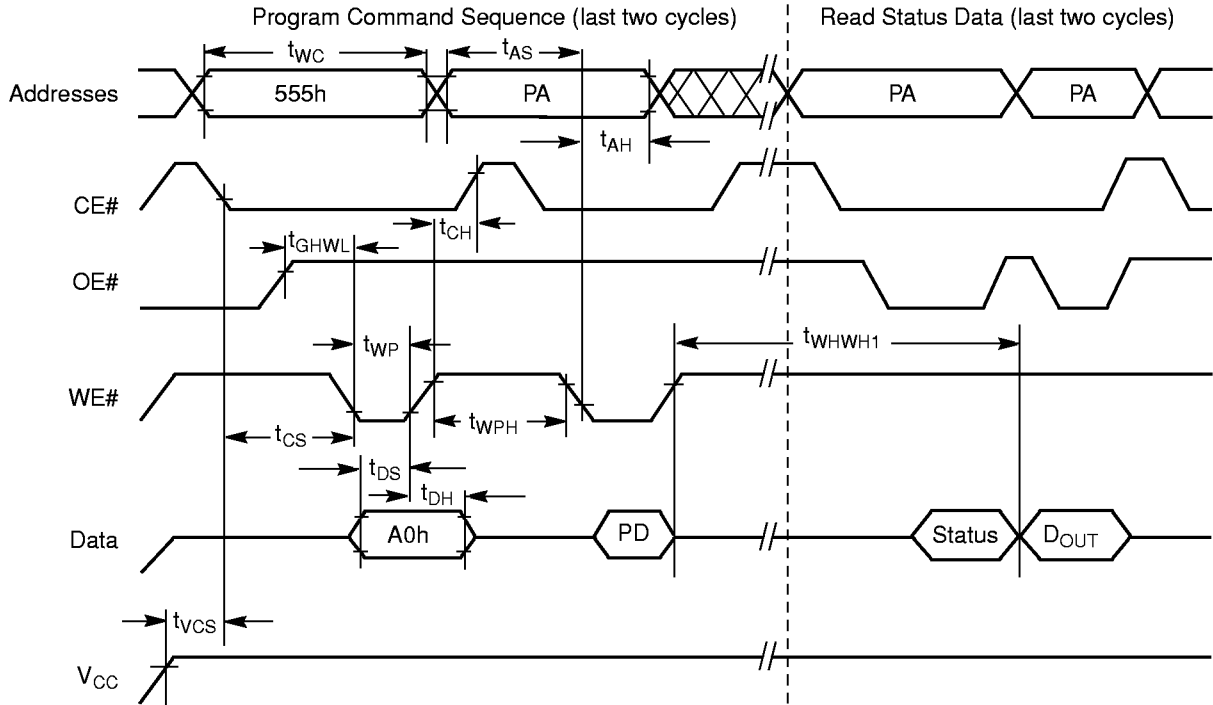 Program Command Sequence (last two cycles)
Read Status Data (last two cycles)
tWC
tAS
Addresses
555h
PA
PA
PA
tAH
CE#
tCH
tGHWL
OE#
tWP
tWHWH1
WE#
tWPH
tCS
tDS
tDH
Data
A0h
PD
Status
DOUT
tVCS
VCC